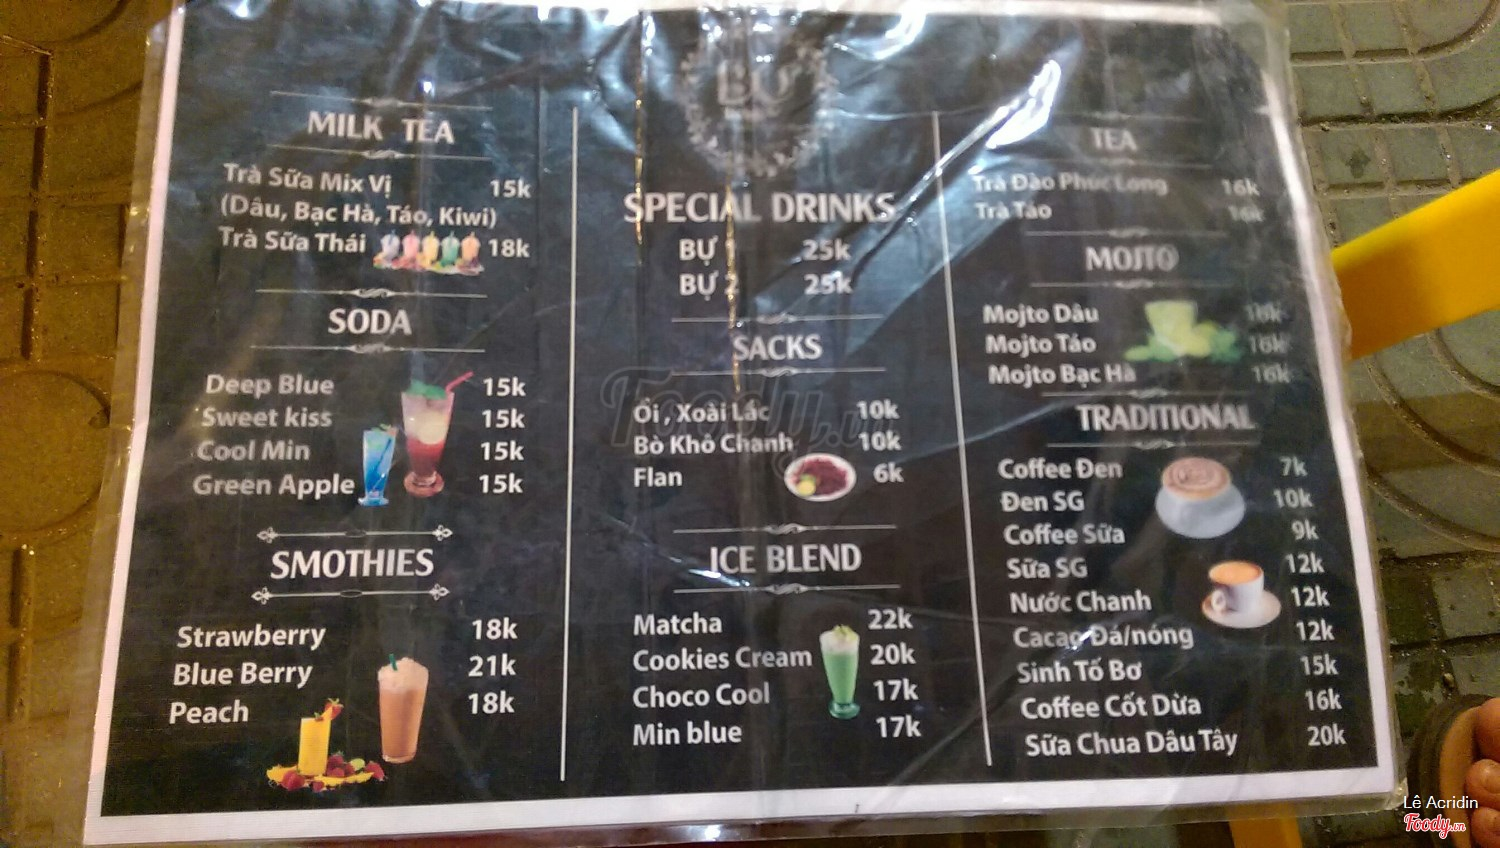 MILK TEA
Trà Sữa Mix Vị 15k
(Dâu, Bạc Hà, Táo, Kiwi)
Trà Sữa Thái 18k
SODA
Deep Blue 15k
Sweet kiss 15k
Cool Min 15k
Green Apple 15k
SMOTHIES
Strawberry 18k
Blue Berry 21k
Peach 18k
BỰ
SPECIAL DRINKS
BỰ 1 25k
BỰ 2 25k
SACKS
Ổi, Xoài Lắc 10k
Bò Khô Chanh 10k
Flan 6k
ICE BLEND
Matcha 22k
Cookies Cream 20k
Choco Cool 17k
Min blue 17k
TEA
Trà Đào Phúc Long 16k
Trà Táo 16k
MOJTO
Mojto Dâu
Mojto Táo 16k
Mojto Bạc Hà 16k
TRADITIONAL
Coffee Đen 7k
Đen SG 10k
Coffee Sữa 9k
Sữa SG 12k
Nước Chanh 12k
Cacao Đá/nóng 12k
Sinh Tố Bơ 15k
Coffee Cốt Dừa 16k
Sữa Chua Dâu Tây 20k
Foody.vn
Lê Acridin
Foody.vn